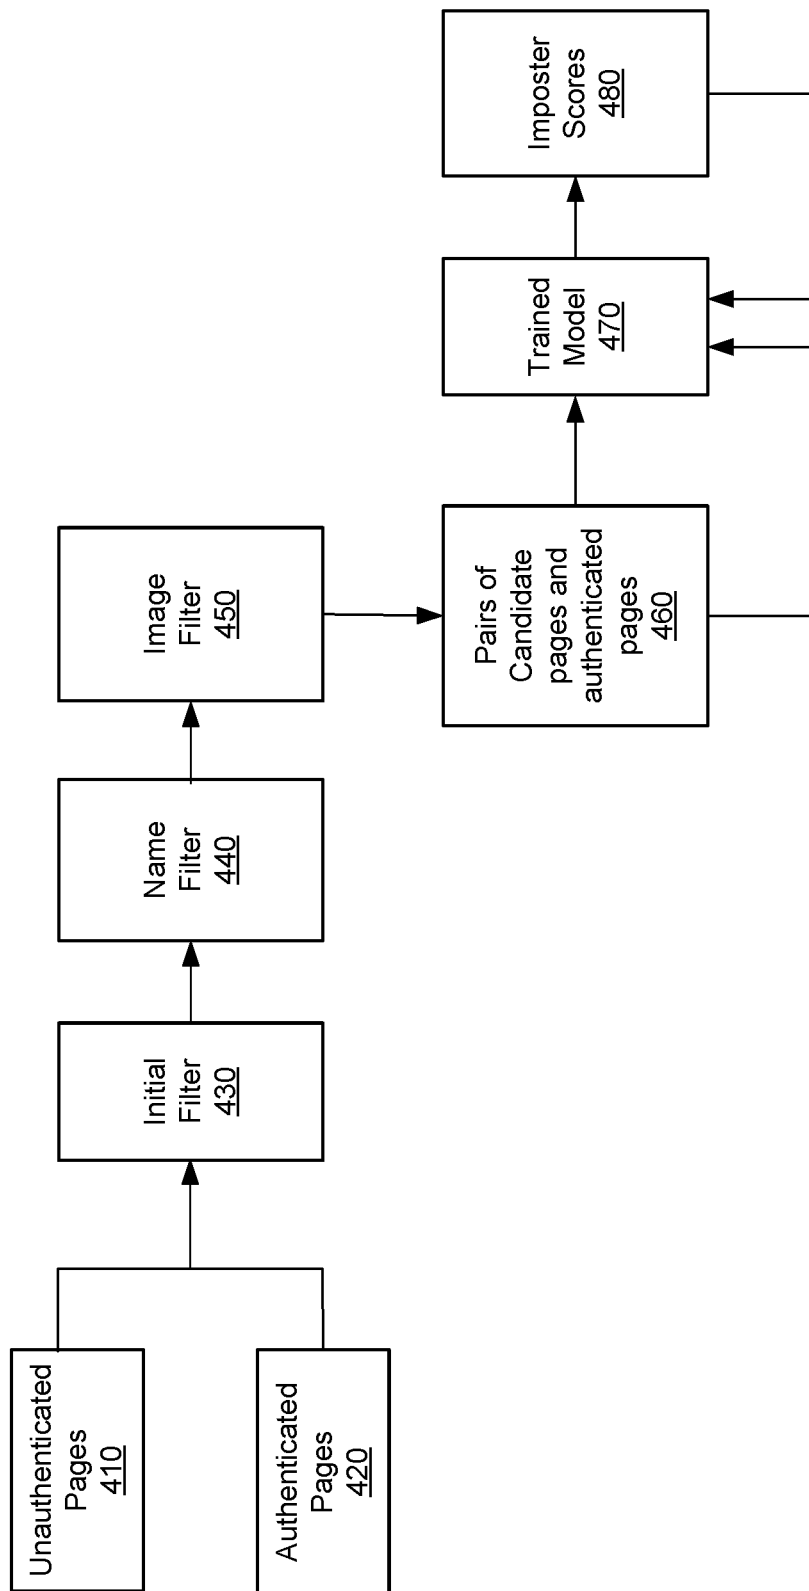 Unauthenticated
Pages
410
Authenticated
Pages
420
Initial
Filter
430
Name
Filter
440
Image
Filter
450
Pairs of
Candidate
pages and
authenticated
pages
460
Trained
Model
470
Imposter
Scores
480